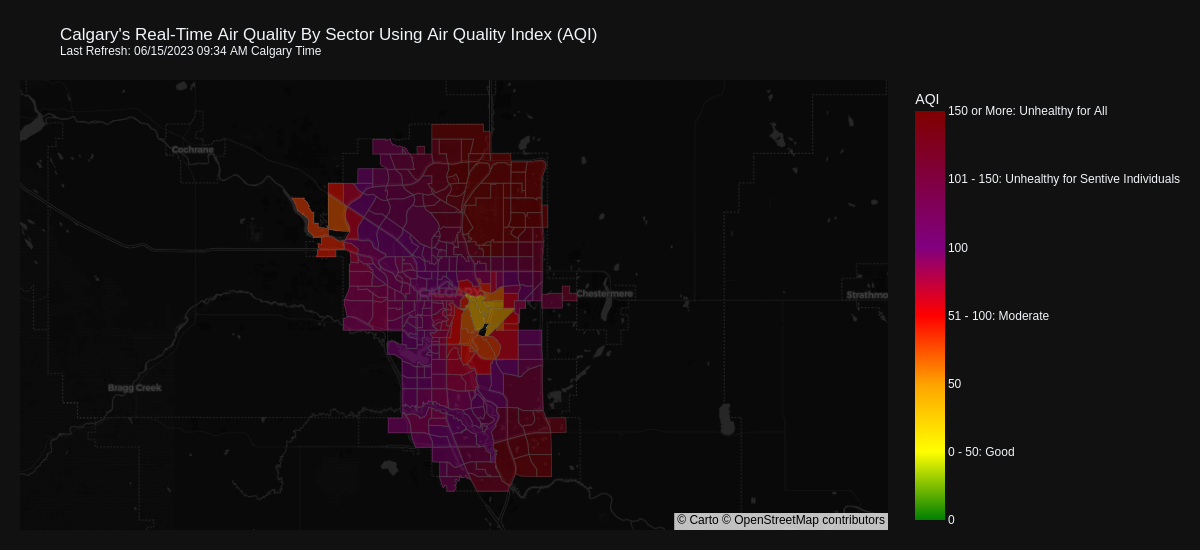 Calgary's Real-Time Air Quality By Sector Using Air Quality Index (AQI)
Last Refresh: 06/15/2023 09:34 AM Calgary Time
AQI
150 or More: Unhealthy for All
Cochrane
101 - 150: Unhealthy for Sentive Individuals
100
CALGARY
Chestermere
Strathmo
51 - 100: Moderate
50
Bragg Creek
0 - 50: Good
© Carto © OpenStreetMap contributors
0